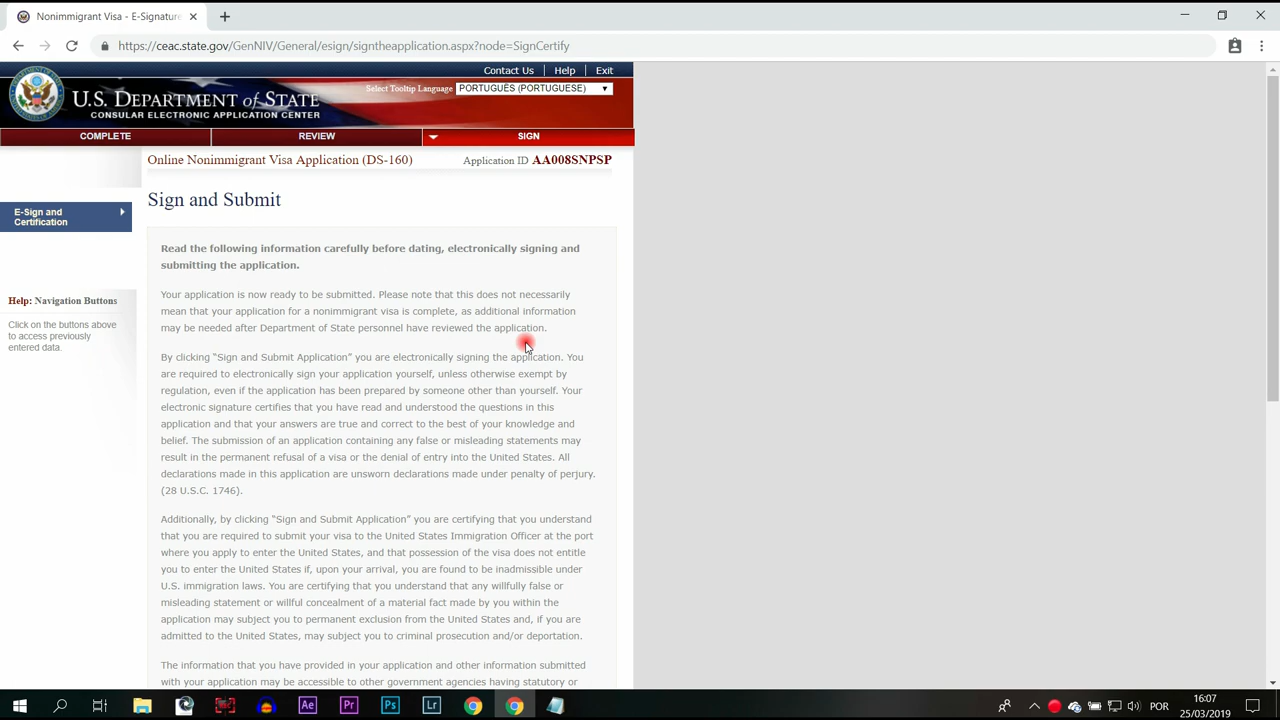 Nonimmigrant Visa - E-Signature
https://ceac.state.gov/GenNIV/General/esign/signtheapplication.aspx?node=SignCertify
Contact Us Help Exit
Select Tooltip Language PORTUGUÊS (PORTUGUESE)
U.S. DEPARTMENT of STATE
CONSULAR ELECTRONIC APPLICATION CENTER
COMPLETE REVIEW SIGN
Online Nonimmigrant Visa Application (DS-160) Application ID AA008SNPSP
Sign and Submit
E-Sign and
Certification
Read the following information carefully before dating, electronically signing and
submitting the application.
Your application is now ready to be submitted. Please note that this does not necessarily
mean that your application for a nonimmigrant visa is complete, as additional information
may be needed after Department of State personnel have reviewed the application.
Help: Navigation Buttons
Click on the buttons above
to access previously
entered data.
By clicking “Sign and Submit Application” you are electronically signing the application. You
are required to electronically sign your application yourself, unless otherwise exempt by
regulation, even if the application has been prepared by someone other than yourself. Your
electronic signature certifies that you have read and understood the questions in this
application and that your answers are true and correct to the best of your knowledge and
belief. The submission of an application containing any false or misleading statements may
result in the permanent refusal of a visa or the denial of entry into the United States. All
declarations made in this application are unsworn declarations made under penalty of perjury.
(28 U.S.C. 1746).
Additionally, by clicking “Sign and Submit Application” you are certifying that you understand
that you are required to submit your visa to the United States Immigration Officer at the port
where you apply to enter the United States, and that possession of the visa does not entitle
you to enter the United States if, upon your arrival, you are found to be inadmissible under
U.S. immigration laws. You are certifying that you understand that any willfully false or
misleading statement or willful concealment of a material fact made by you within the
application may subject you to permanent exclusion from the United States and, if you are
admitted to the United States, may subject you to criminal prosecution and/or deportation.
The information that you have provided in your application and other information submitted
with your application may be accessible to other government agencies having statutory or
Ae Pr Ps Lr
POR
16:07
25/03/2019